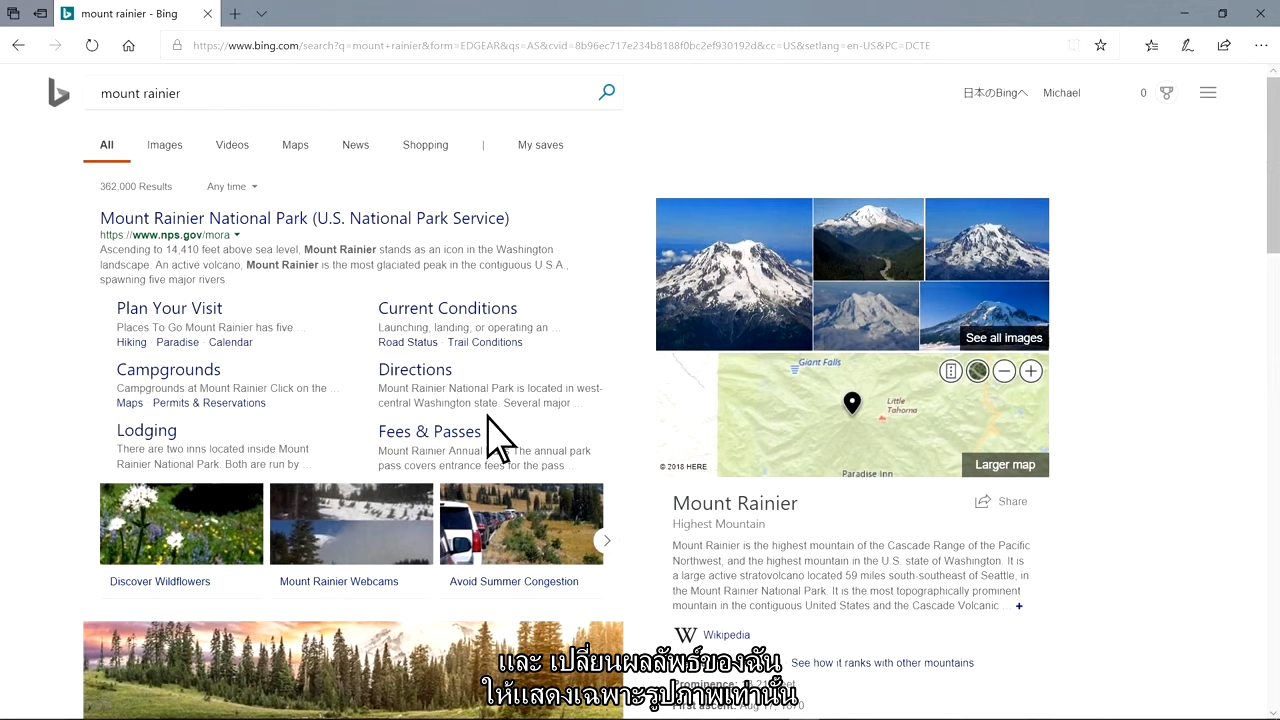 mount rainier - Bing
https://www.bing.com/search?q=mount+rainier&form=EDGEAR&qs=AS&cvid=8b96ec717e234b8188f0bc2ef930192d&cc=US&setlang=en-US&PC=DCTE
mount rainier
日本のBingへ Michael 0
All Images Videos Maps News Shopping | My saves
362,000 Results Any time
Mount Rainier National Park (U.S. National Park Service)
https://www.nps.gov/mora
Ascending to 14,410 feet above sea level, Mount Rainier stands as an icon in the Washington
landscape. An active volcano, Mount Rainier is the most glaciated peak in the contiguous U.S.A.,
spawning five major rivers.
Plan Your Visit
Places To Go Mount Rainier has five ...
Hiking · Paradise · Calendar
Current Conditions
Launching, landing, or operating an ...
Road Status · Trail Conditions
Campgrounds
Campgrounds at Mount Rainier Click on the ...
Maps · Permits & Reservations
Directions
Mount Rainier National Park is located in west-
central Washington state. Several major ...
Lodging
There are two inns located inside Mount
Rainier National Park. Both are run by ...
Fees & Passes
Mount Rainier Annual The annual park
pass covers entrance fees for the pass ...
Discover Wildflowers
Mount Rainier Webcams
Avoid Summer Congestion
See all images
Giant Falls
Little
Tahoma
Paradise Inn
© 2018 HERE
Larger map
Mount Rainier
Share
Highest Mountain
Mount Rainier is the highest mountain of the Cascade Range of the Pacific
Northwest, and the highest mountain in the U.S. state of Washington. It is
a large active stratovolcano located 59 miles south-southeast of Seattle, in
the Mount Rainier National Park. It is the most topographically prominent
mountain in the contiguous United States and the Cascade Volcanic ... +
W Wikipedia
See how it ranks with other mountains
Prominence:
First ascent:
และ เปลี่ยนผลลัพธ์ของฉัน
ให้แสดงเฉพาะรูปภาพเท่านั้น